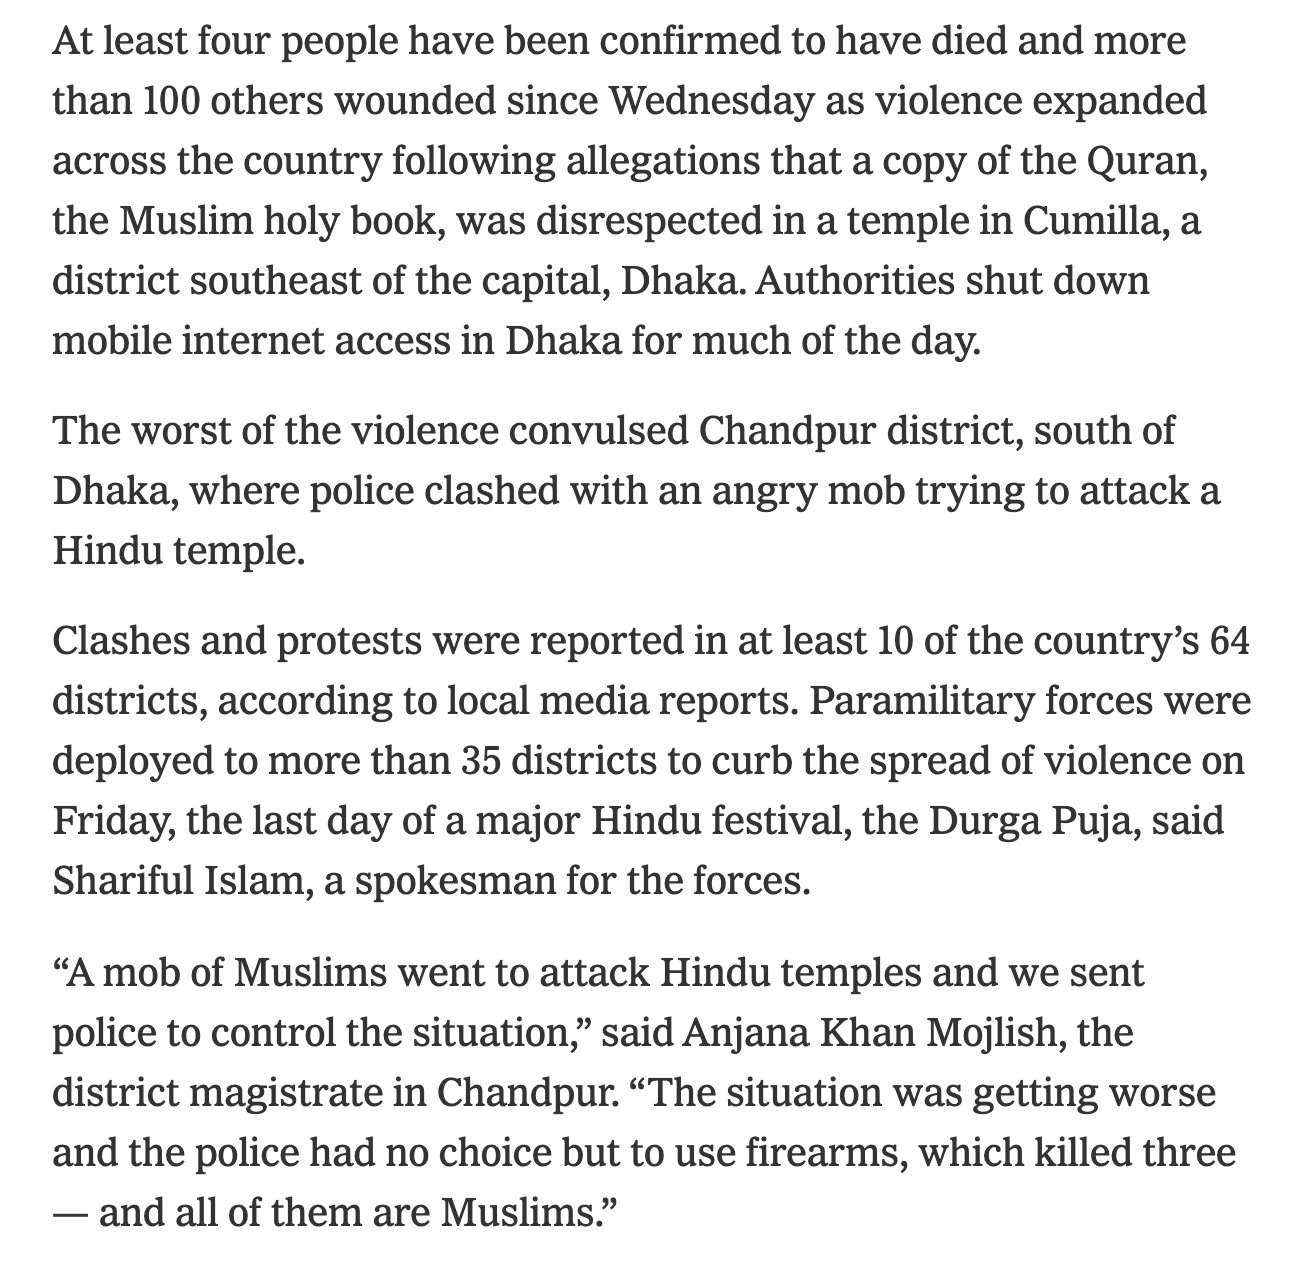 At least four people have been confirmed to have died and more
than 100 others wounded since Wednesday as violence expanded
across the country following allegations that a copy of the Quran,
the Muslim holy book, was disrespected in a temple in Cumilla, a
district southeast of the capital, Dhaka. Authorities shut down
mobile internet access in Dhaka for much of the day.
The worst of the violence convulsed Chandpur district, south of
Dhaka, where police clashed with an angry mob trying to attack a
Hindu temple.
Clashes and protests were reported in at least 10 of the country’s 64
districts, according to local media reports. Paramilitary forces were
deployed to more than 35 districts to curb the spread of violence on
Friday, the last day of a major Hindu festival, the Durga Puja, said
Shariful Islam, a spokesman for the forces.
“A mob of Muslims went to attack Hindu temples and we sent
police to control the situation,” said Anjana Khan Mojlish, the
district magistrate in Chandpur. “The situation was getting worse
and the police had no choice but to use firearms, which killed three
— and all of them are Muslims.”